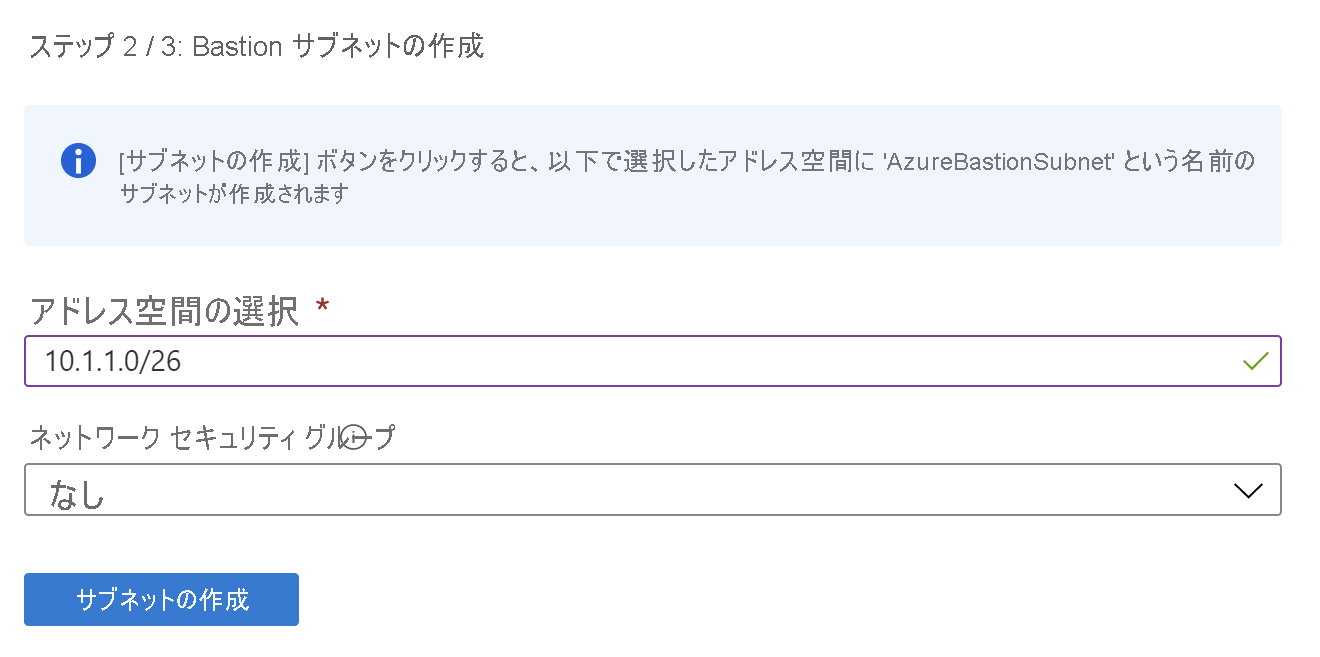 ステップ 2 / 3: Bastion サブネットの作成
[サブネットの作成] ボタンをクリックすると、以下で選択したアドレス空間に 'AzureBastionSubnet' という名前の
サブネットが作成されます
アドレス空間の選択 *
10.1.1.0/26
ネットワーク セキュリティ グループ
なし
サブネットの作成